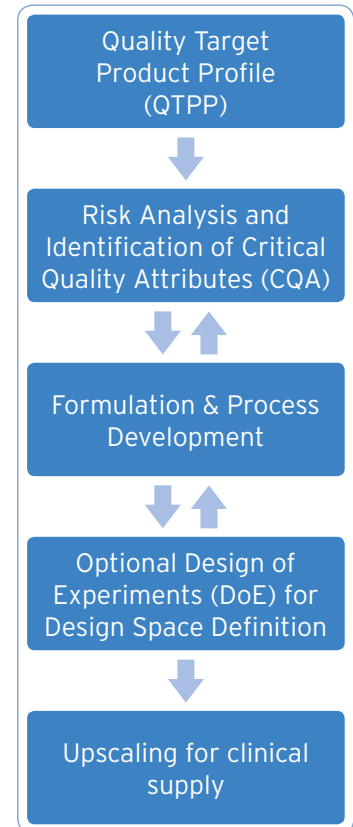 Quality Target
Product Profile
(QTPP)
Risk Analysis and
Identification of Critical
Quality Attributes (CQA)
Formulation & Process
Development
Optional Design of
Experiments (DoE) for
Design Space Definition
Upscaling for clinical
supply